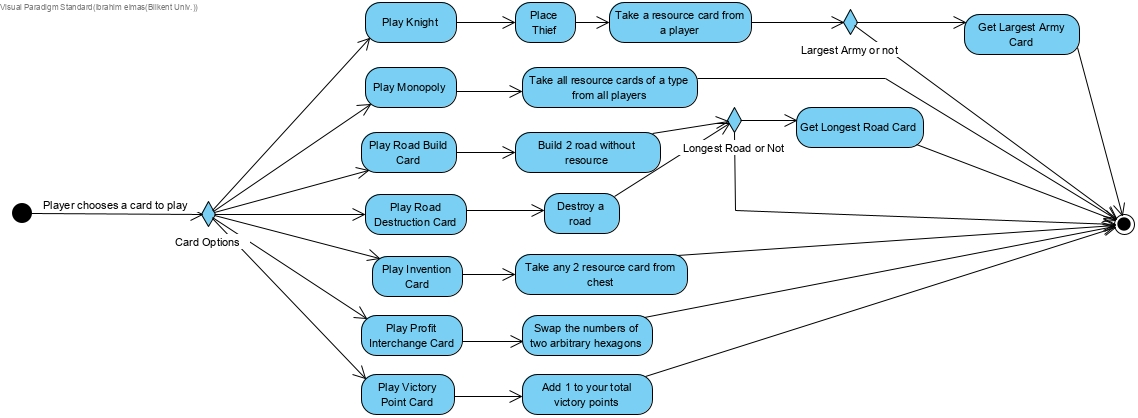 Visual Paradigm Standard(ibrahim elmas(Bilkent Univ.))
Play Knight
Place
Thief
Take a resource card from
a player
Largest Army or not
Get Largest Army
Card
Play Monopoly
Take all resource cards of a type
from all players
Play Road Build
Card
Build 2 road without
resource
Longest Road or Not
Get Longest Road Card
Player chooses a card to play
Card Options
Play Road
Destruction Card
Destroy a
road
Play Invention
Card
Take any 2 resource card from
chest
Play Profit
Interchange Card
Swap the numbers of
two arbitrary hexagons
Play Victory
Point Card
Add 1 to your total
victory points